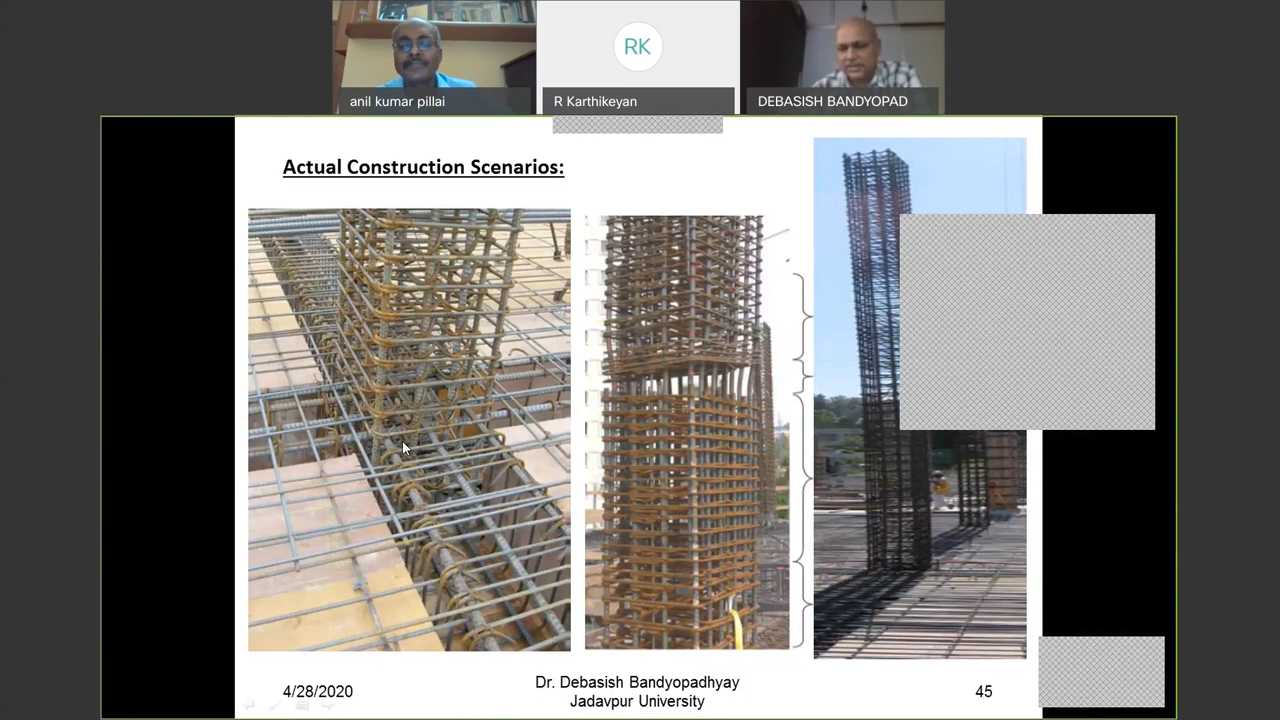 RK
anil kumar pillai
R Karthikeyan
DEBASISH BANDYOPAD
Actual Construction Scenarios:
4/28/2020
Dr. Debasish Bandyopadhyay
Jadavpur University
45